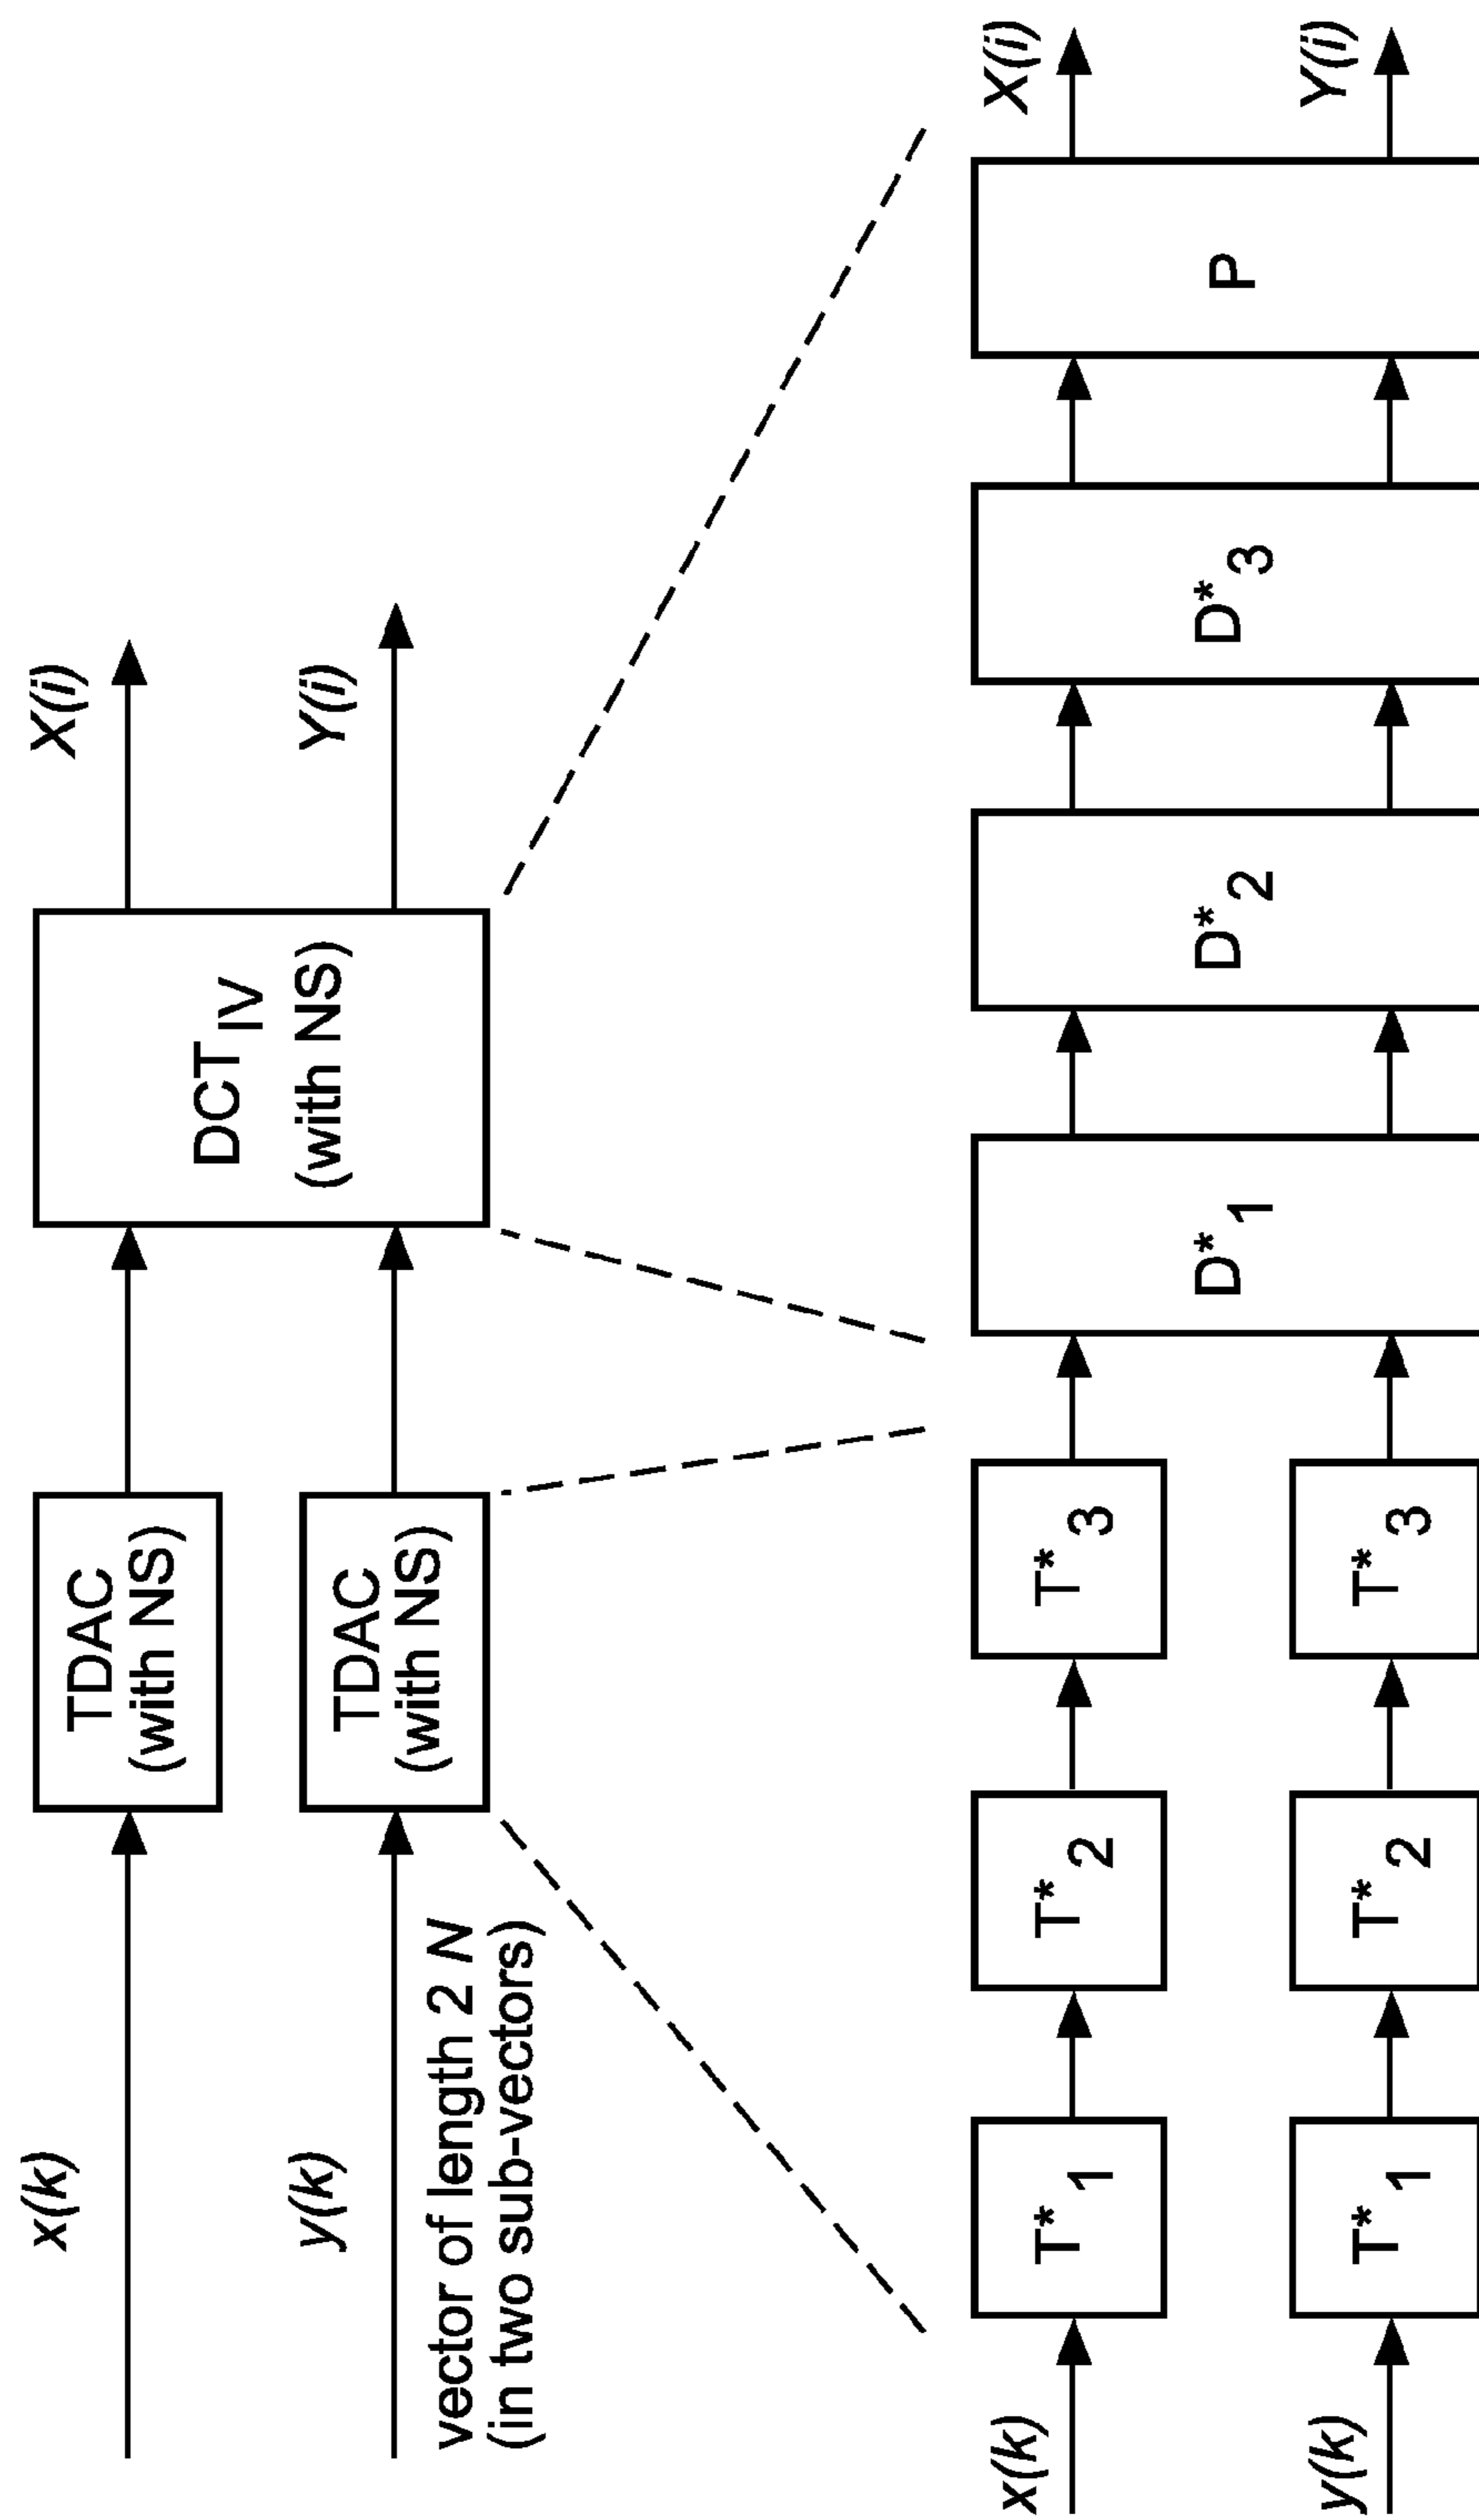 x(k)
TDAC
(with NS)
DCT IV
(with NS)
X(i)
y(k)
TDAC
(with NS)
Y(i)
vector of length 2 N
(in two sub-vectors)
x(k)
T* 1
T* 2
T* 3
D* 1
D* 2
D* 3
P
X(i)
y(k)
T* 1
T* 2
T* 3
Y(i)